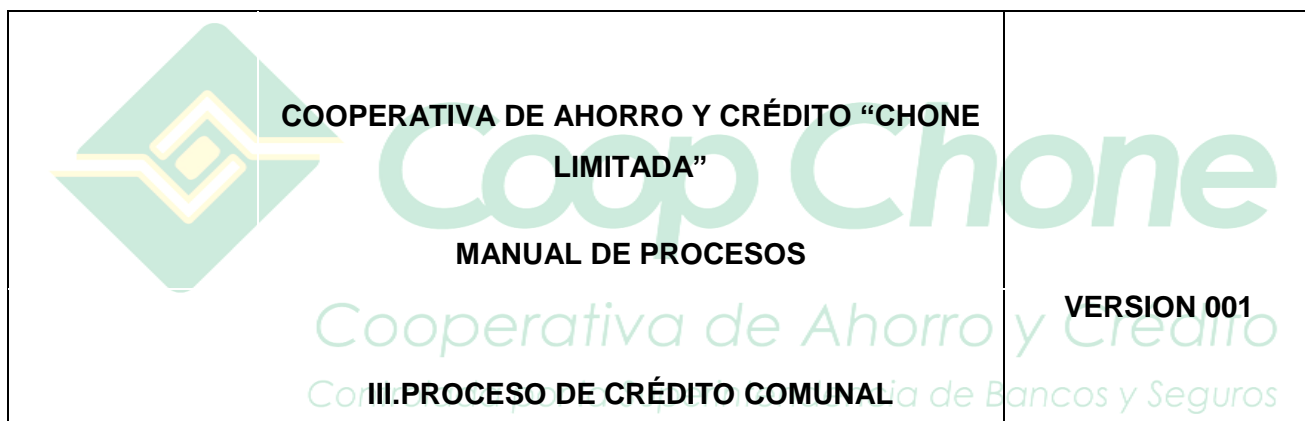 COOPERATIVA DE AHORRO Y CRÉDITO “CHONE
LIMITADA”
Coop Chone
MANUAL DE PROCESOS
VERSION 001
Cooperativa de Ahorro y Crédito
III.PROCESO DE CRÉDITO COMUNAL
de Bancos y Seguros